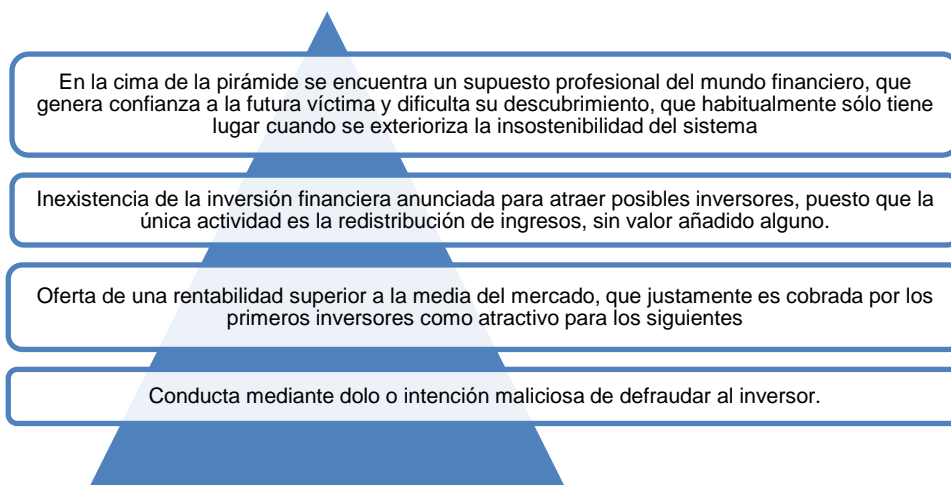 En la cima de la pirámide se encuentra un supuesto profesional del mundo financiero, que
genera confianza a la futura víctima y dificulta su descubrimiento, que habitualmente sólo tiene
lugar cuando se exterioriza la insostenibilidad del sistema
Inexistencia de la inversión financiera anunciada para atraer posibles inversores, puesto que la
única actividad es la redistribución de ingresos, sin valor añadido alguno.
Oferta de una rentabilidad superior a la media del mercado, que justamente es cobrada por los
primeros inversores como atractivo para los siguientes
Conducta mediante dolo o intención maliciosa de defraudar al inversor.